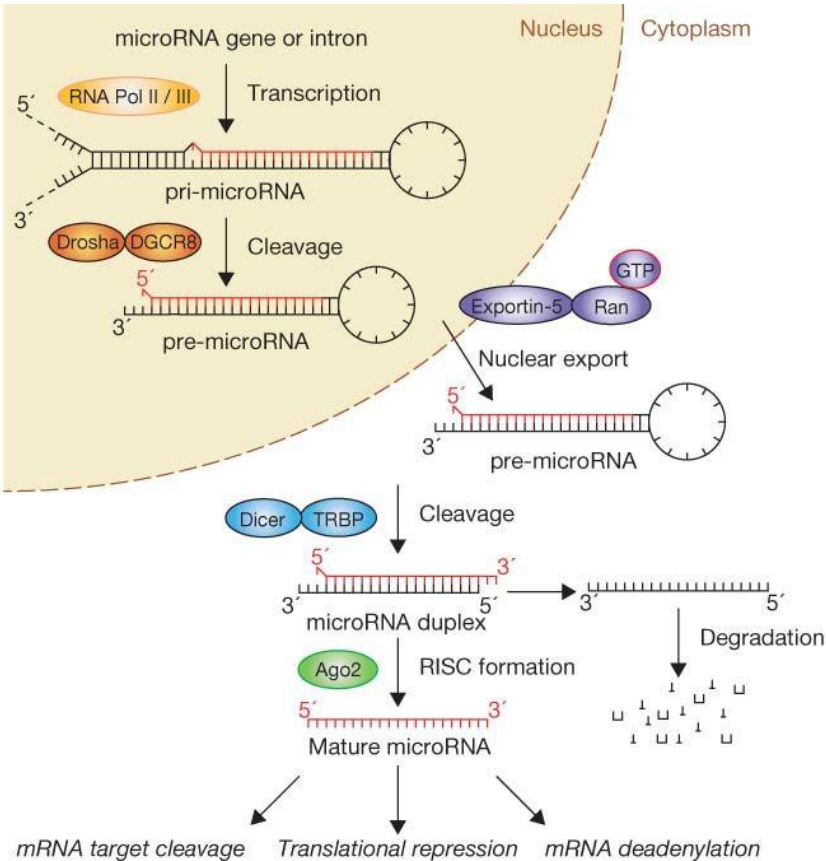 microRNA gene or intron
Nucleus
Cytoplasm
RNA Pol II / III
Transcription
5´
pri-microRNA
3´
Drosha
DGCR8
Cleavage
5´
3´
pre-microRNA
GTP
Exportin-5
Ran
Nuclear export
5´
3´
pre-microRNA
Dicer
TRBP
Cleavage
5´
3´
3´
5´
microRNA duplex
3´
5´
Degradation
Ago2
RISC formation
5´
3´
Mature microRNA
mRNA target cleavage
Translational repression
mRNA deadenylation